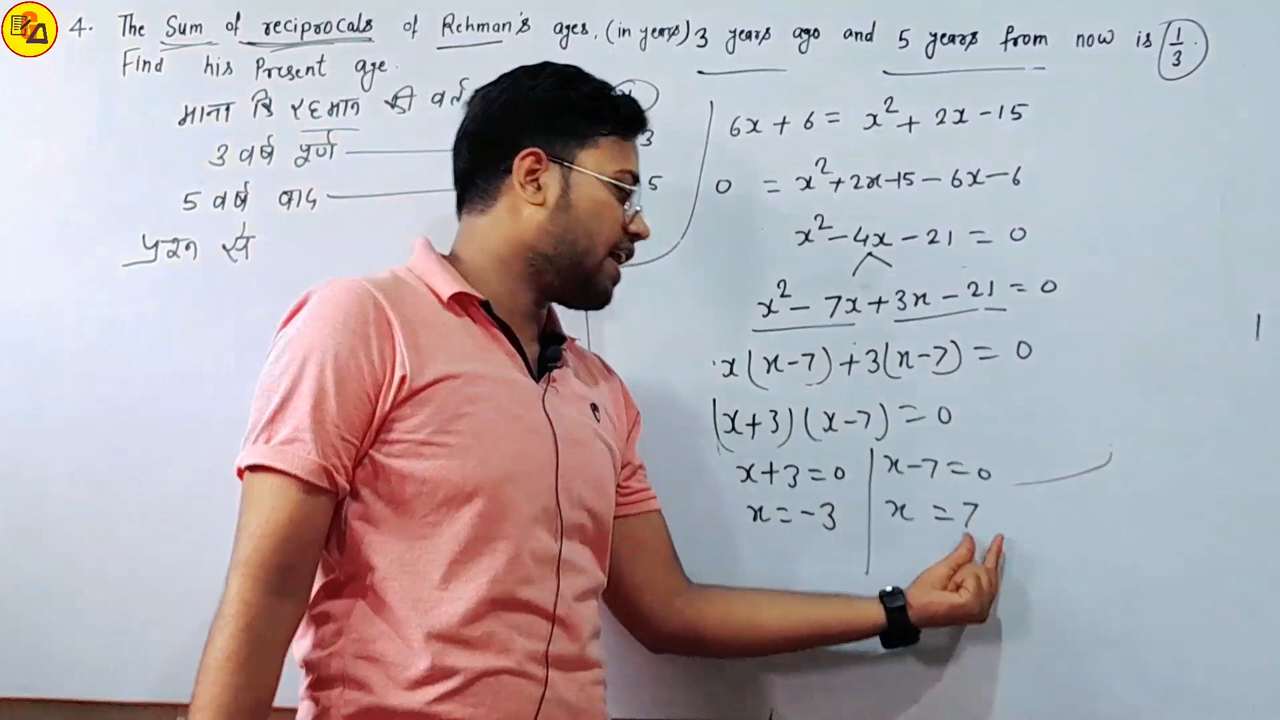 4. The Sum of reciprocals of Rehman's ages, (in years) 3 years ago and 5 years from now is 1/3.
Find his Present age.
माना कि रहमान की
3 वर्ष पूर्ण
3
5 वर्ष बाद
5
प्रश्न से
6x + 6 = x² + 2x - 15
0 = x² + 2x - 15 - 6x - 6
x² - 4x - 21 = 0
x² - 7x + 3x - 21 = 0
x(x-7) + 3(x-7) = 0
(x+3)(x-7) = 0
x+3=0 | x-7=0
x=-3 | x=7